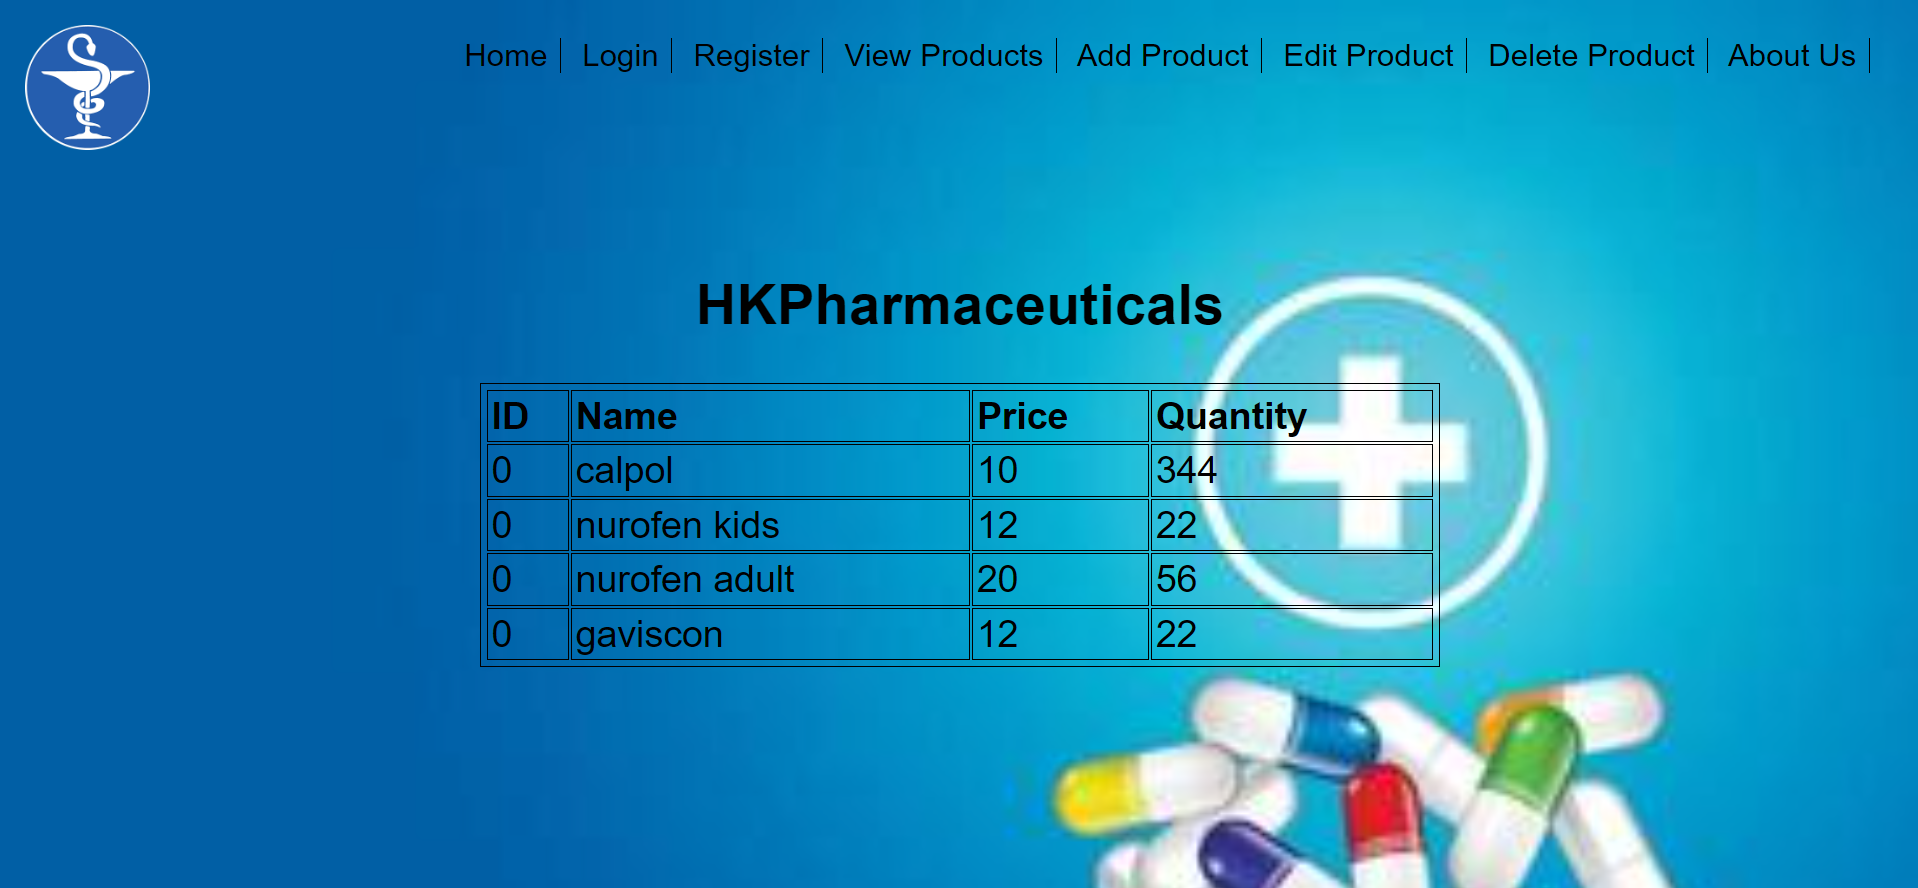 Home Login Register View Products Add Product Edit Product Delete Product About Us
HKPharmaceuticals
ID Name Price Quantity
0 calpol 10 344
0 nurofen kids 12 22
0 nurofen adult 20 56
0 gaviscon 12 22